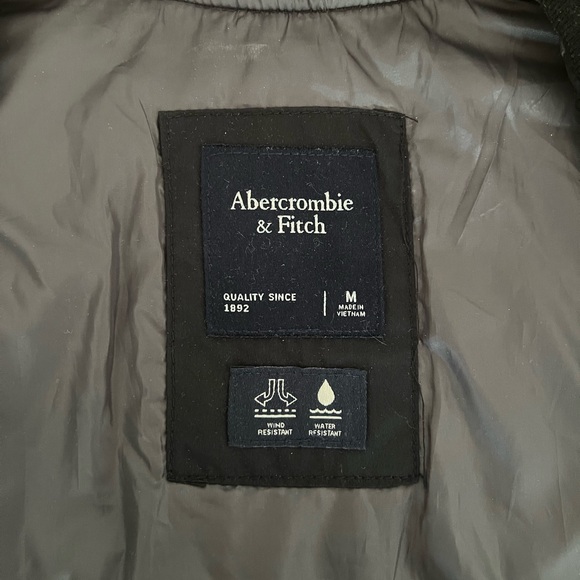 Abercrombie
& Fitch
QUALITY SINCE
1892
M
MADE IN
VIETNAM
WIND
RESISTANT
WATER
RESISTANT